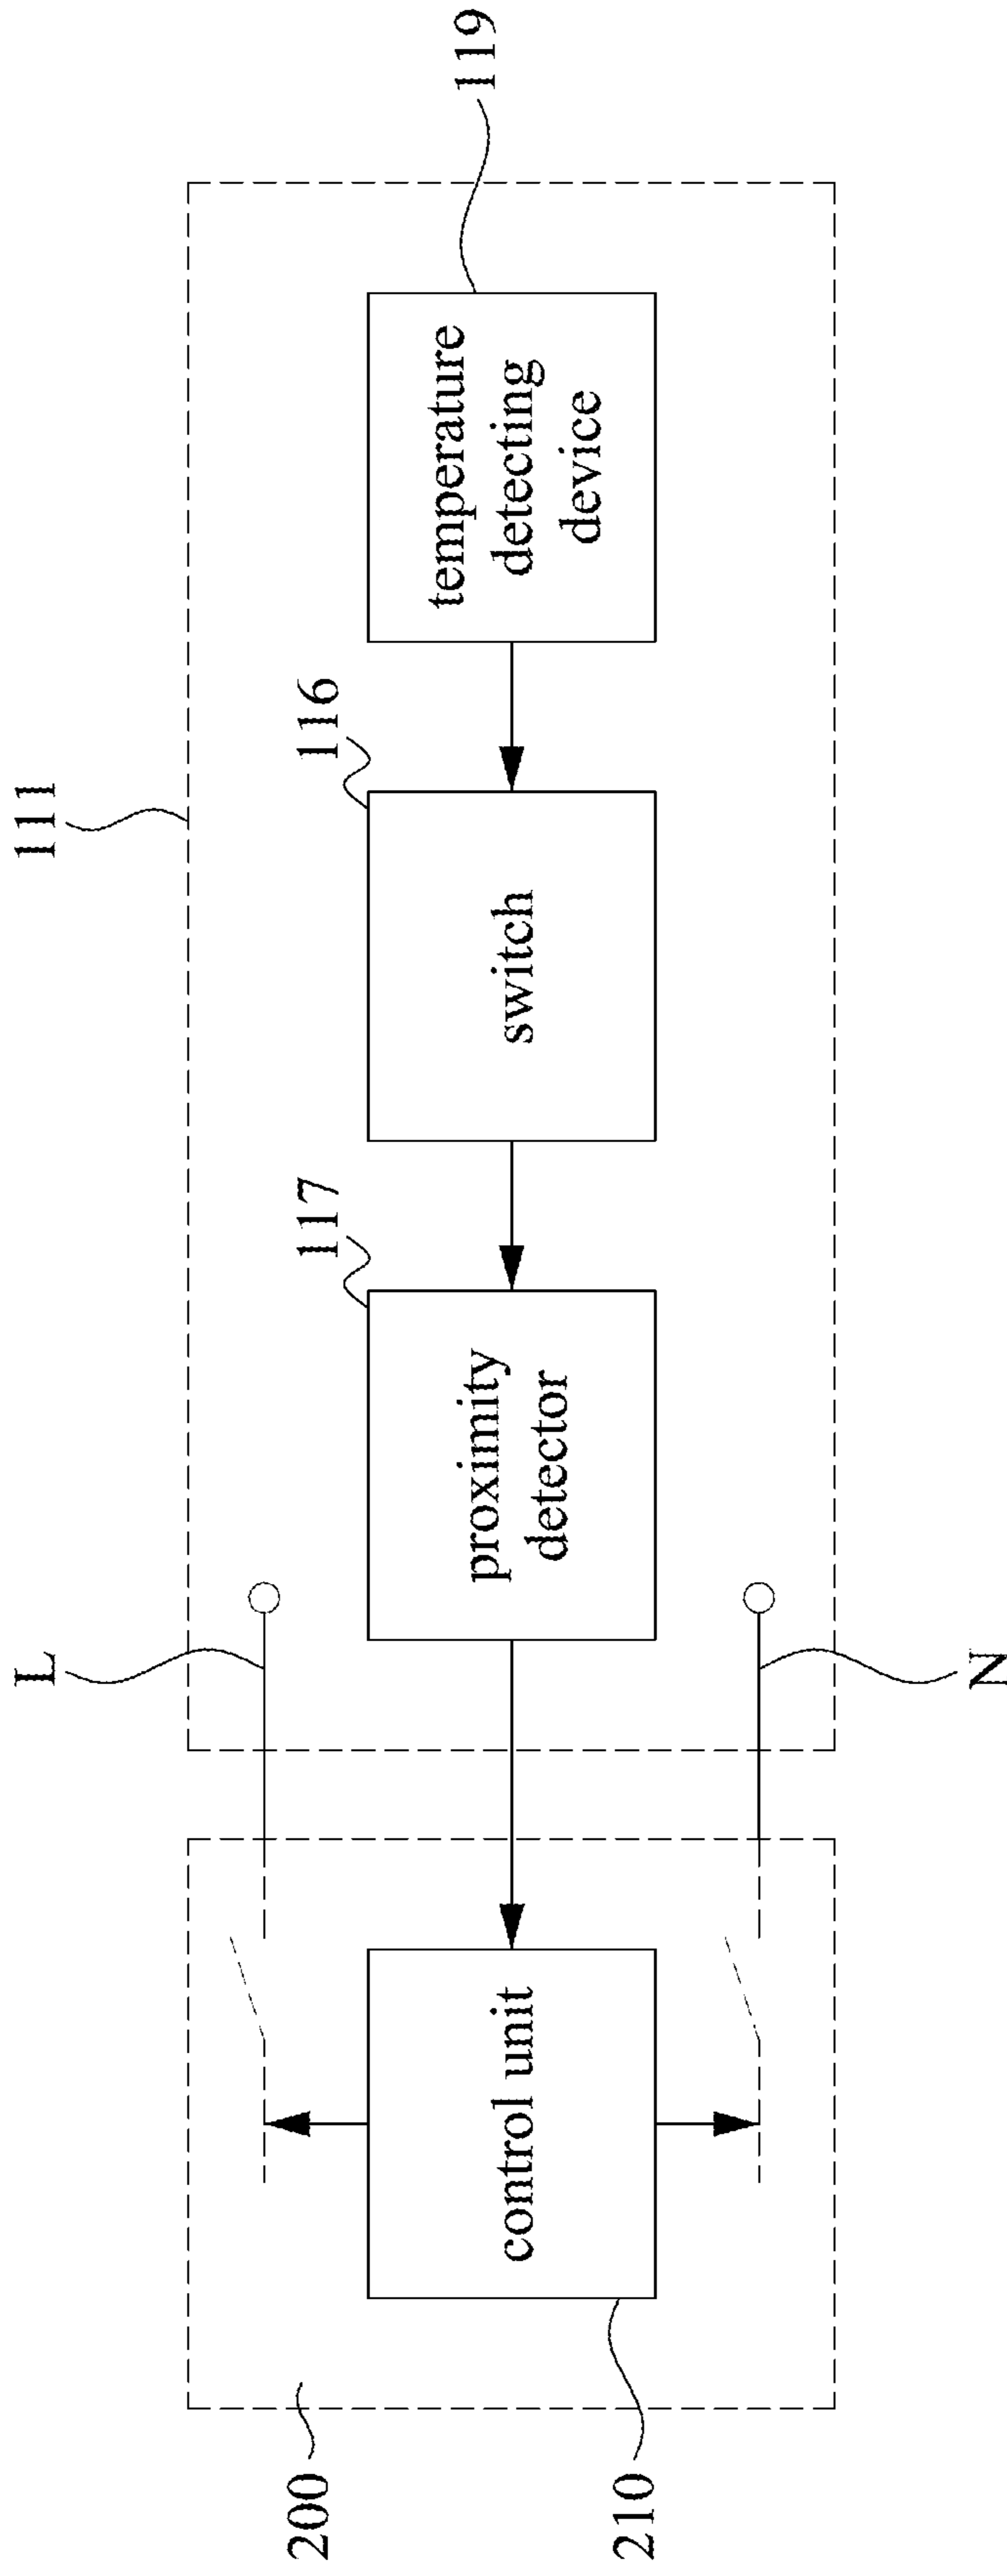 111
L
200
210
N
119
116
117
control unit
proximity
detector
switch
temperature
detecting
device